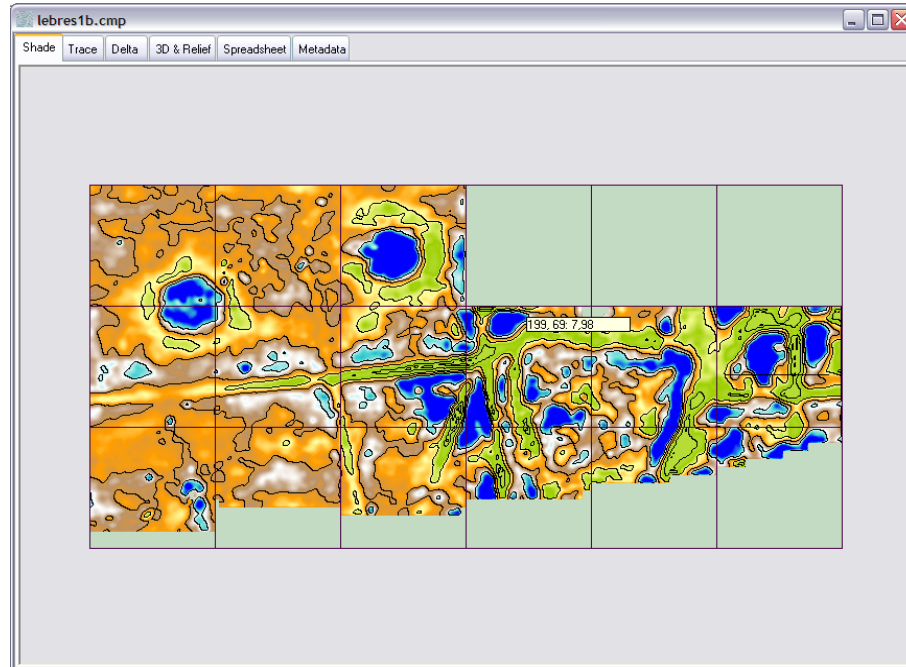 lebres1b.cmp
Shade Trace Delta 3D & Relief Spreadsheet Metadata
199, 69: 7,98